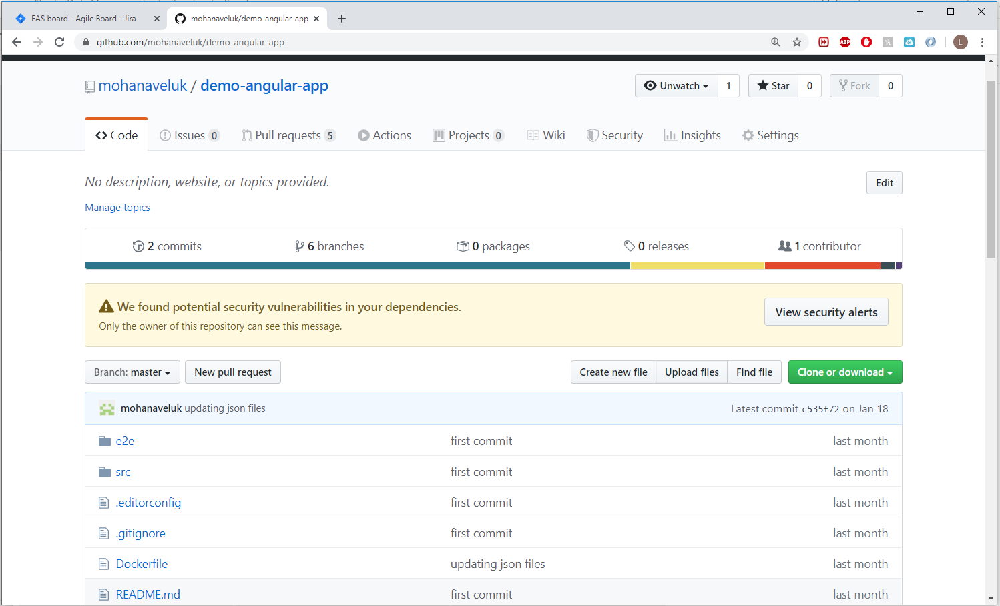 EAS board - Agile Board - Jira
mohanaveluk/demo-angular-app
github.com/mohanaveluk/demo-angular-app
ABP
L
mohanaveluk / demo-angular-app
Unwatch 1 Star 0 Fork 0
Code Issues 0 Pull requests 5 Actions Projects 0 Wiki Security Insights Settings
No description, website, or topics provided.
Edit
Manage topics
2 commits 6 branches 0 packages 0 releases 1 contributor
We found potential security vulnerabilities in your dependencies.
Only the owner of this repository can see this message.
View security alerts
Branch: master New pull request Create new file Upload files Find file Clone or download
mohanaveluk updating json files Latest commit c535f72 on Jan 18
e2e first commit last month
src first commit last month
.editorconfig first commit last month
.gitignore first commit last month
Dockerfile updating json files last month
README.md first commit last month